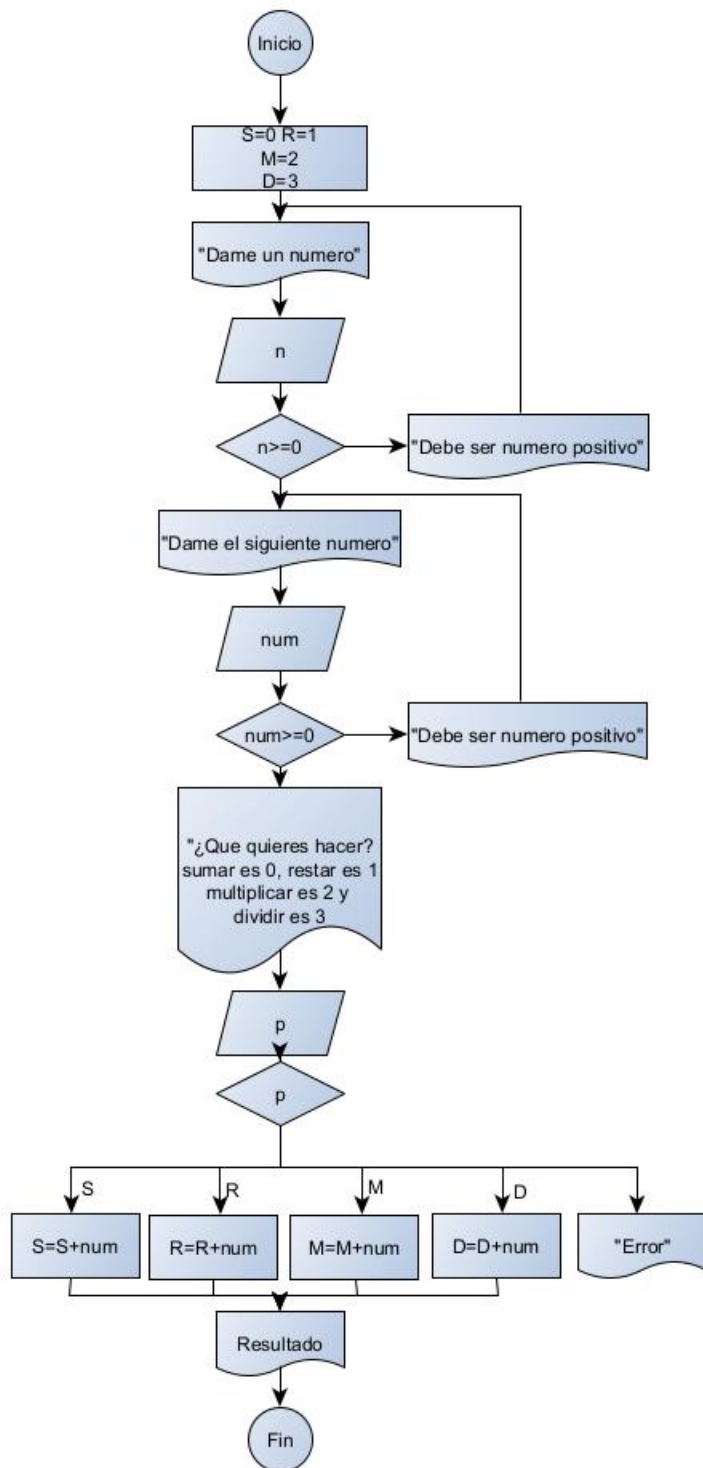 Inicio
S=0 R=1
M=2
D=3
"Dame un numero"
n
n>=0
"Debe ser numero positivo"
"Dame el siguiente numero"
num
num>=0
"Debe ser numero positivo"
"¿Que quieres hacer?
sumar es 0, restar es 1
multiplicar es 2 y
dividir es 3
p
p
S
R
M
D
S=S+num
R=R+num
M=M+num
D=D+num
"Error"
Resultado
Fin